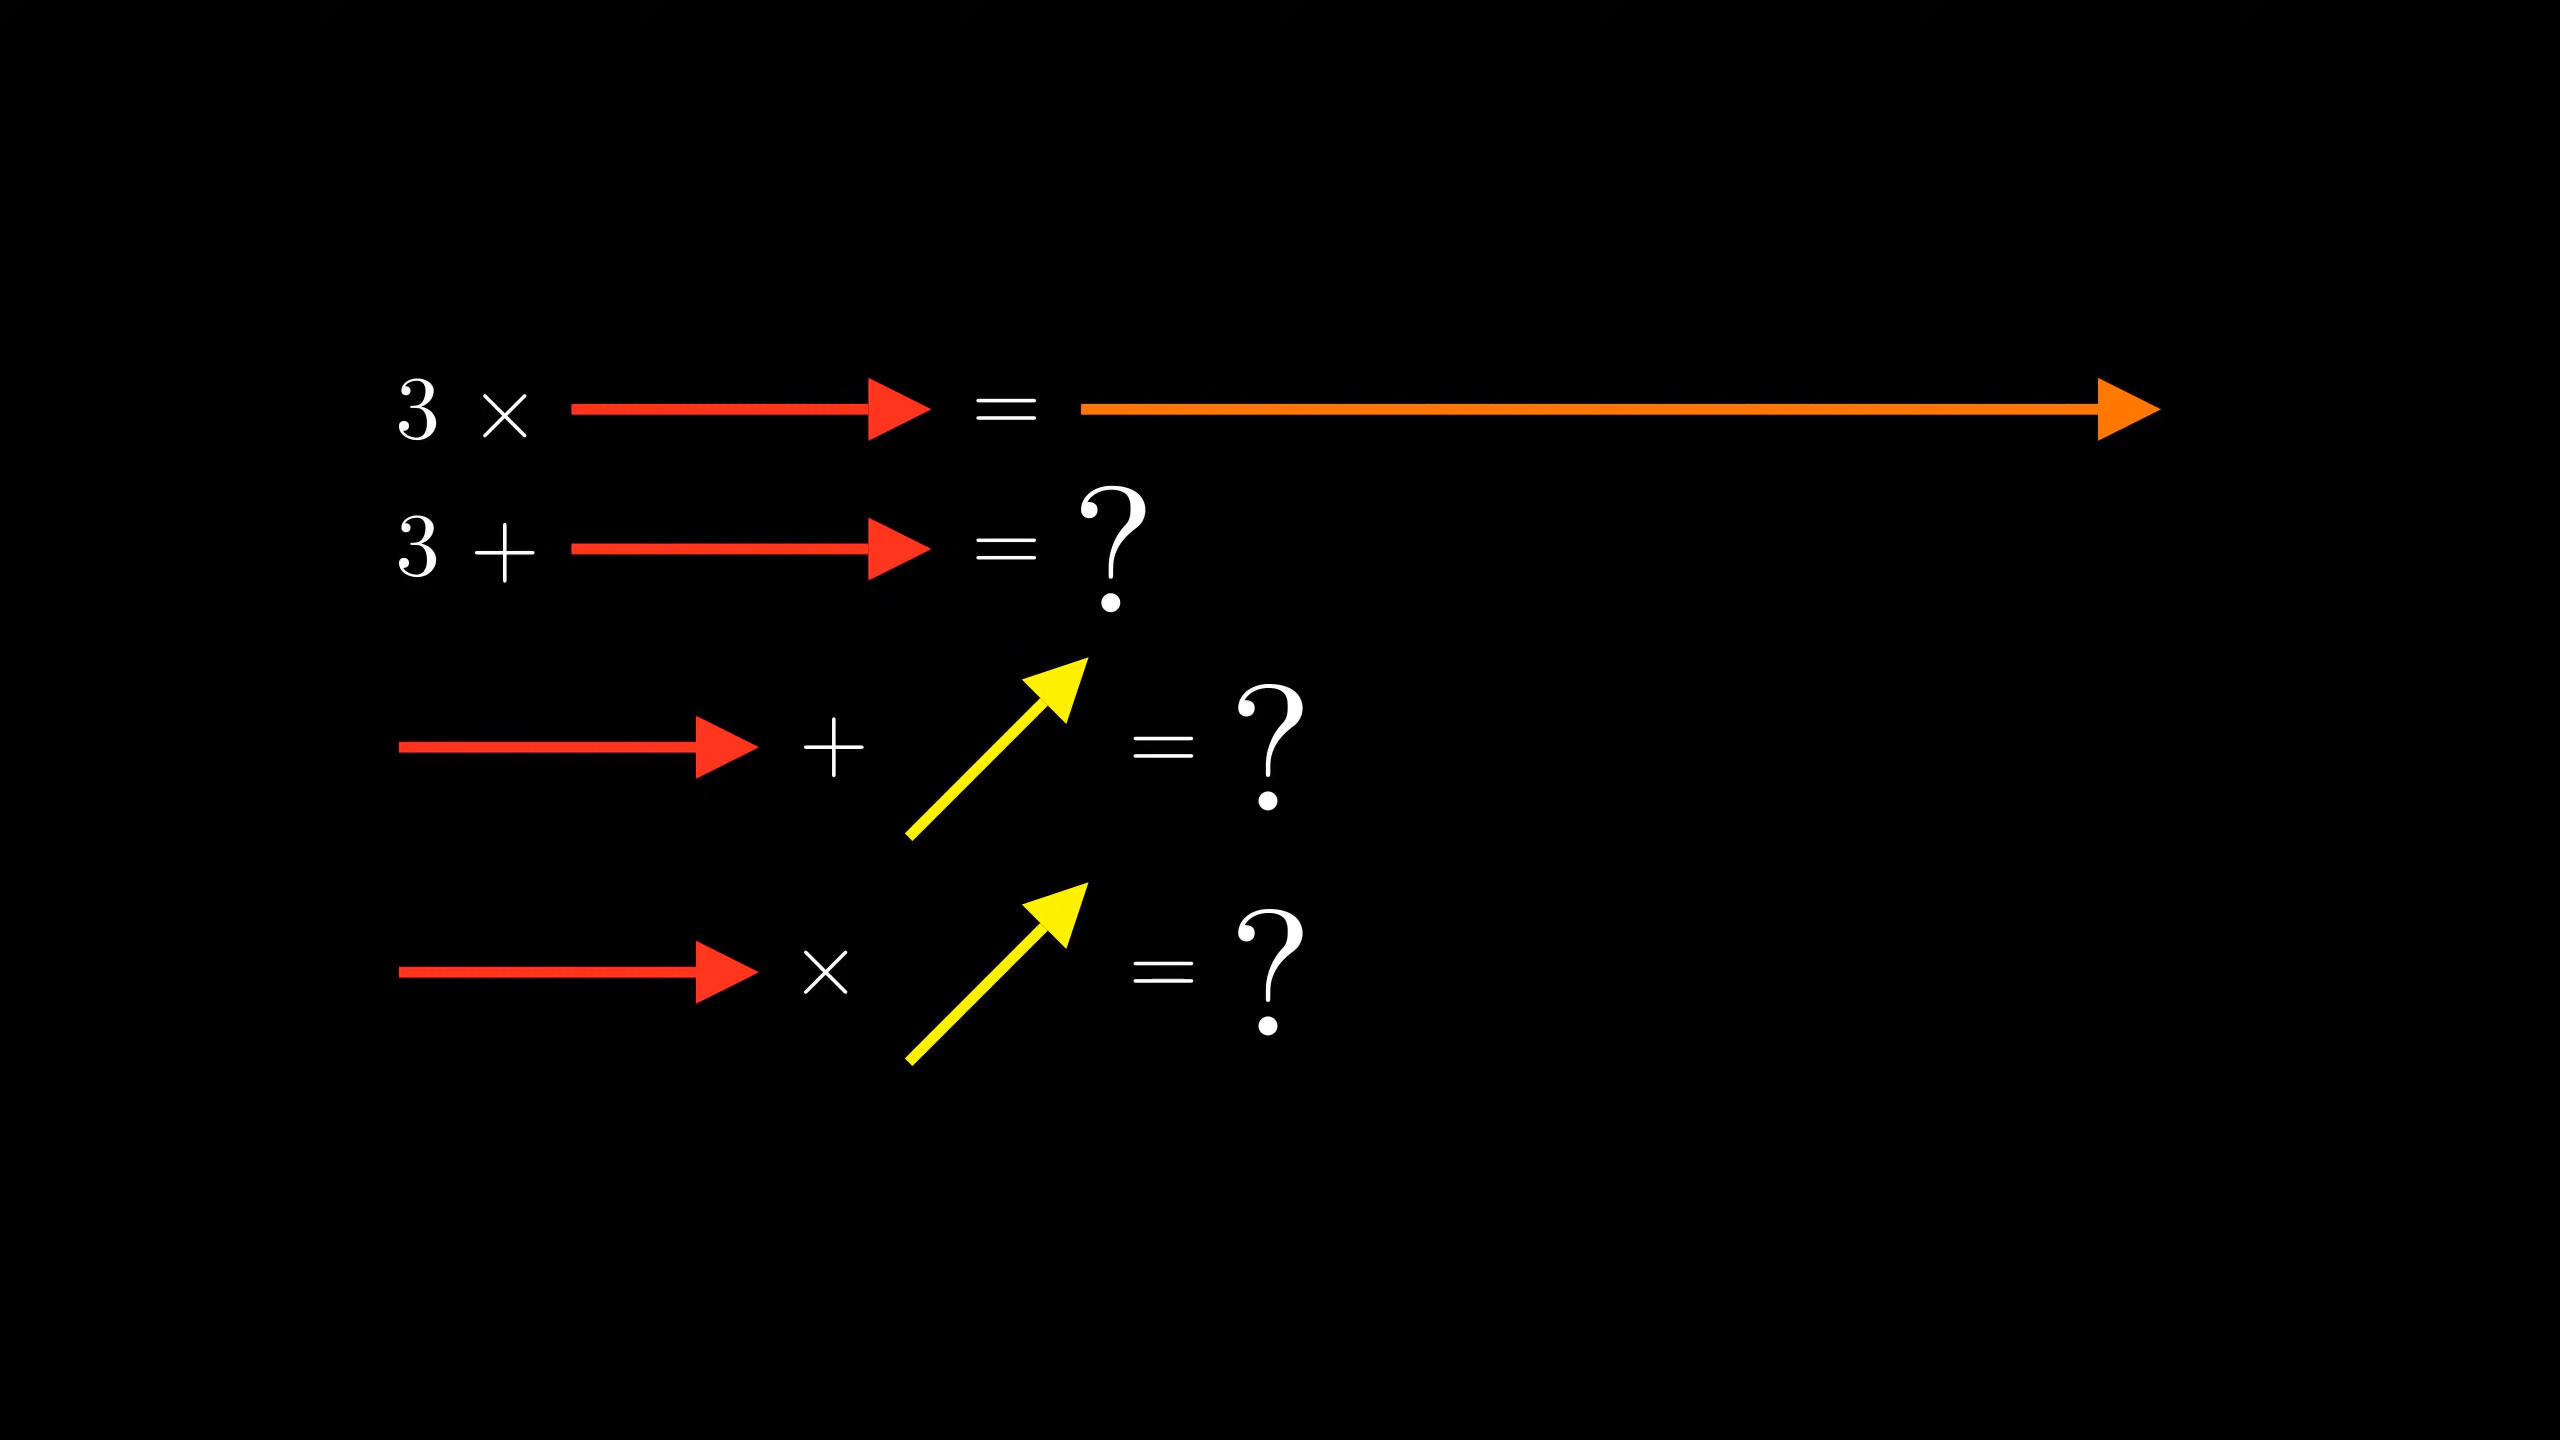 3 × =
3 + = ?
+ = ?
× = ?